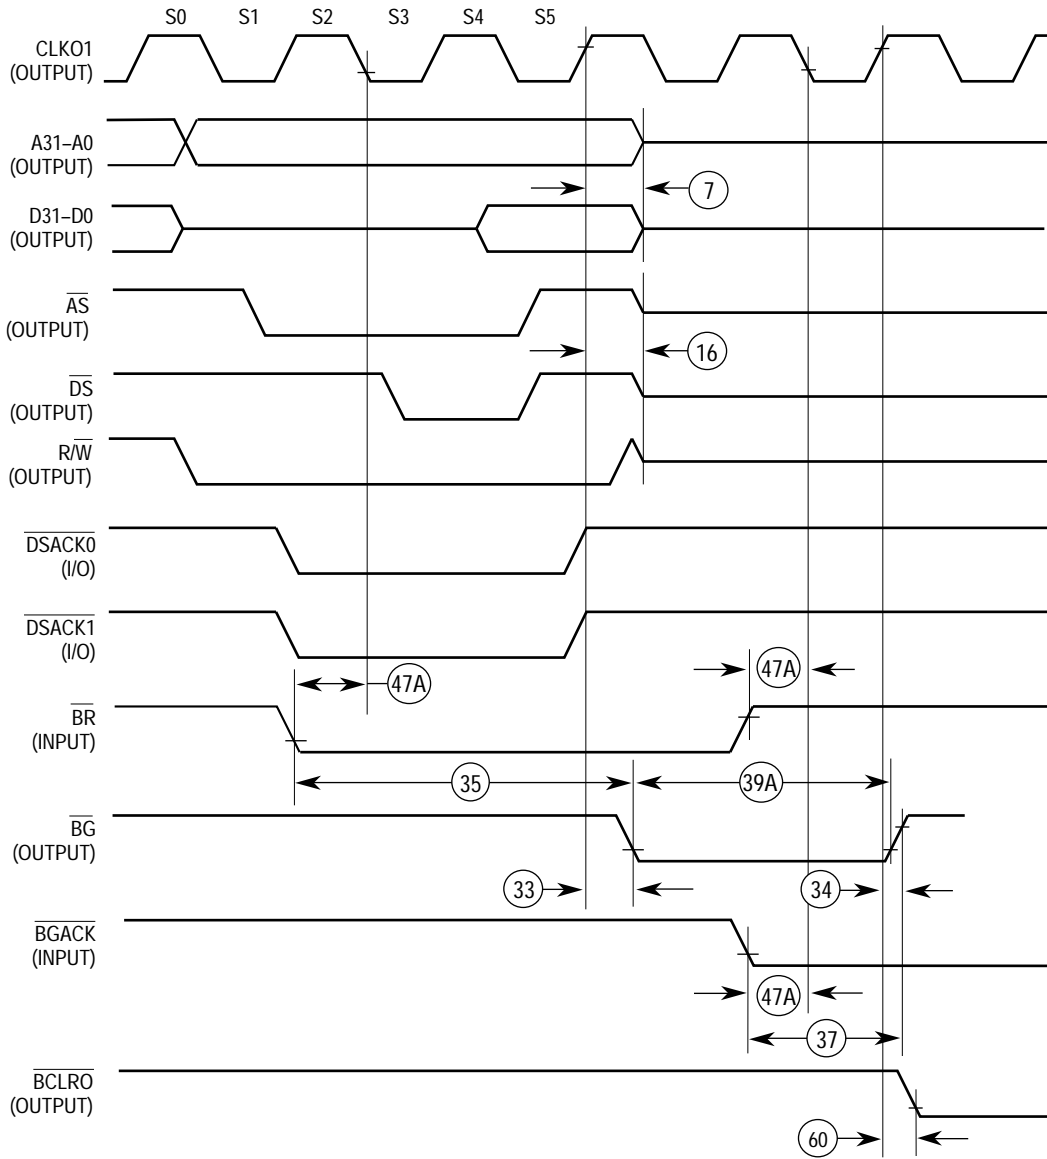 S0 S1 S2 S3 S4 S5
CLKO1
(OUTPUT)
A31–A0
(OUTPUT)
7
D31–D0
(OUTPUT)
AS
(OUTPUT)
16
DS
(OUTPUT)
R/W
(OUTPUT)
DSACK0
(I/O)
DSACK1
(I/O)
47A 47A
BR
(INPUT)
35 39A
BG
(OUTPUT)
33 34
BGACK
(INPUT)
47A
37
BCLRO
(OUTPUT)
60